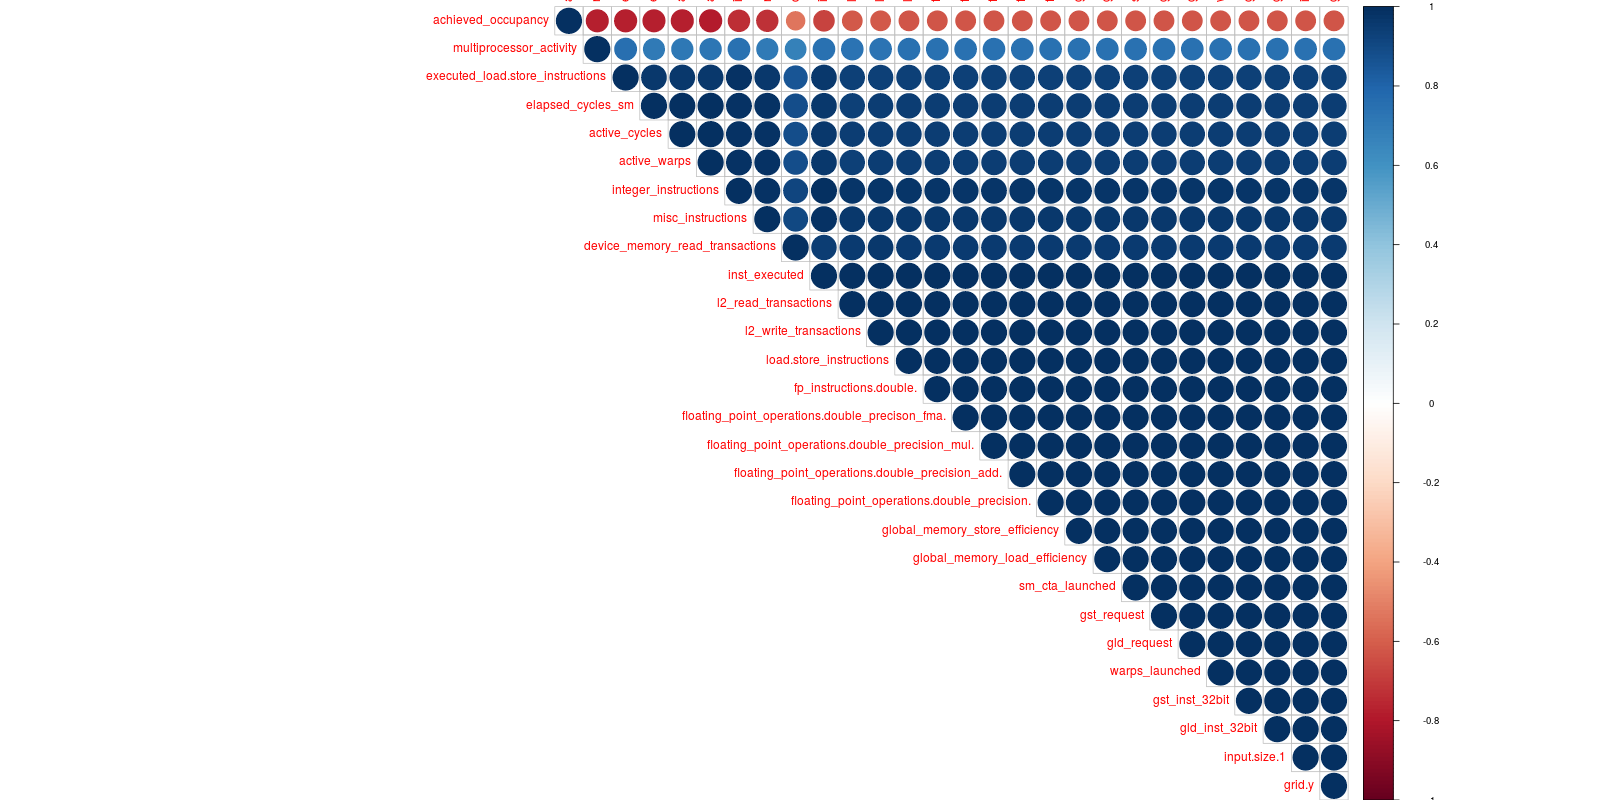 achieved_occupancy
multiprocessor_activity
executed_load.store_instructions
elapsed_cycles_sm
active_cycles
active_warps
integer_instructions
misc_instructions
device_memory_read_transactions
inst_executed
l2_read_transactions
l2_write_transactions
load.store_instructions
fp_instructions.double.
floating_point_operations.double_precison_fma.
floating_point_operations.double_precision_mul.
floating_point_operations.double_precision_add.
floating_point_operations.double_precision.
global_memory_store_efficiency
global_memory_load_efficiency
sm_cta_launched
gst_request
gld_request
warps_launched
gst_inst_32bit
gld_inst_32bit
input.size.1
grid.y
1
0.8
0.6
0.4
0.2
0
-0.2
-0.4
-0.6
-0.8